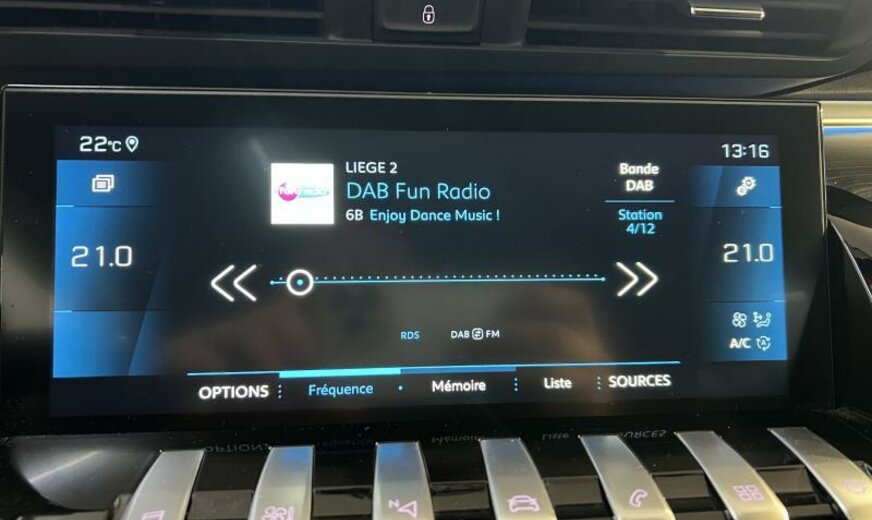 22°C
13:16
LIEGE 2
DAB Fun Radio
6B Enjoy Dance Music !
Bande
DAB
Station
4/12
21.0
21.0
RDS
DAB FM
A/C
OPTIONS
Fréquence
Mémoire
Liste
SOURCES